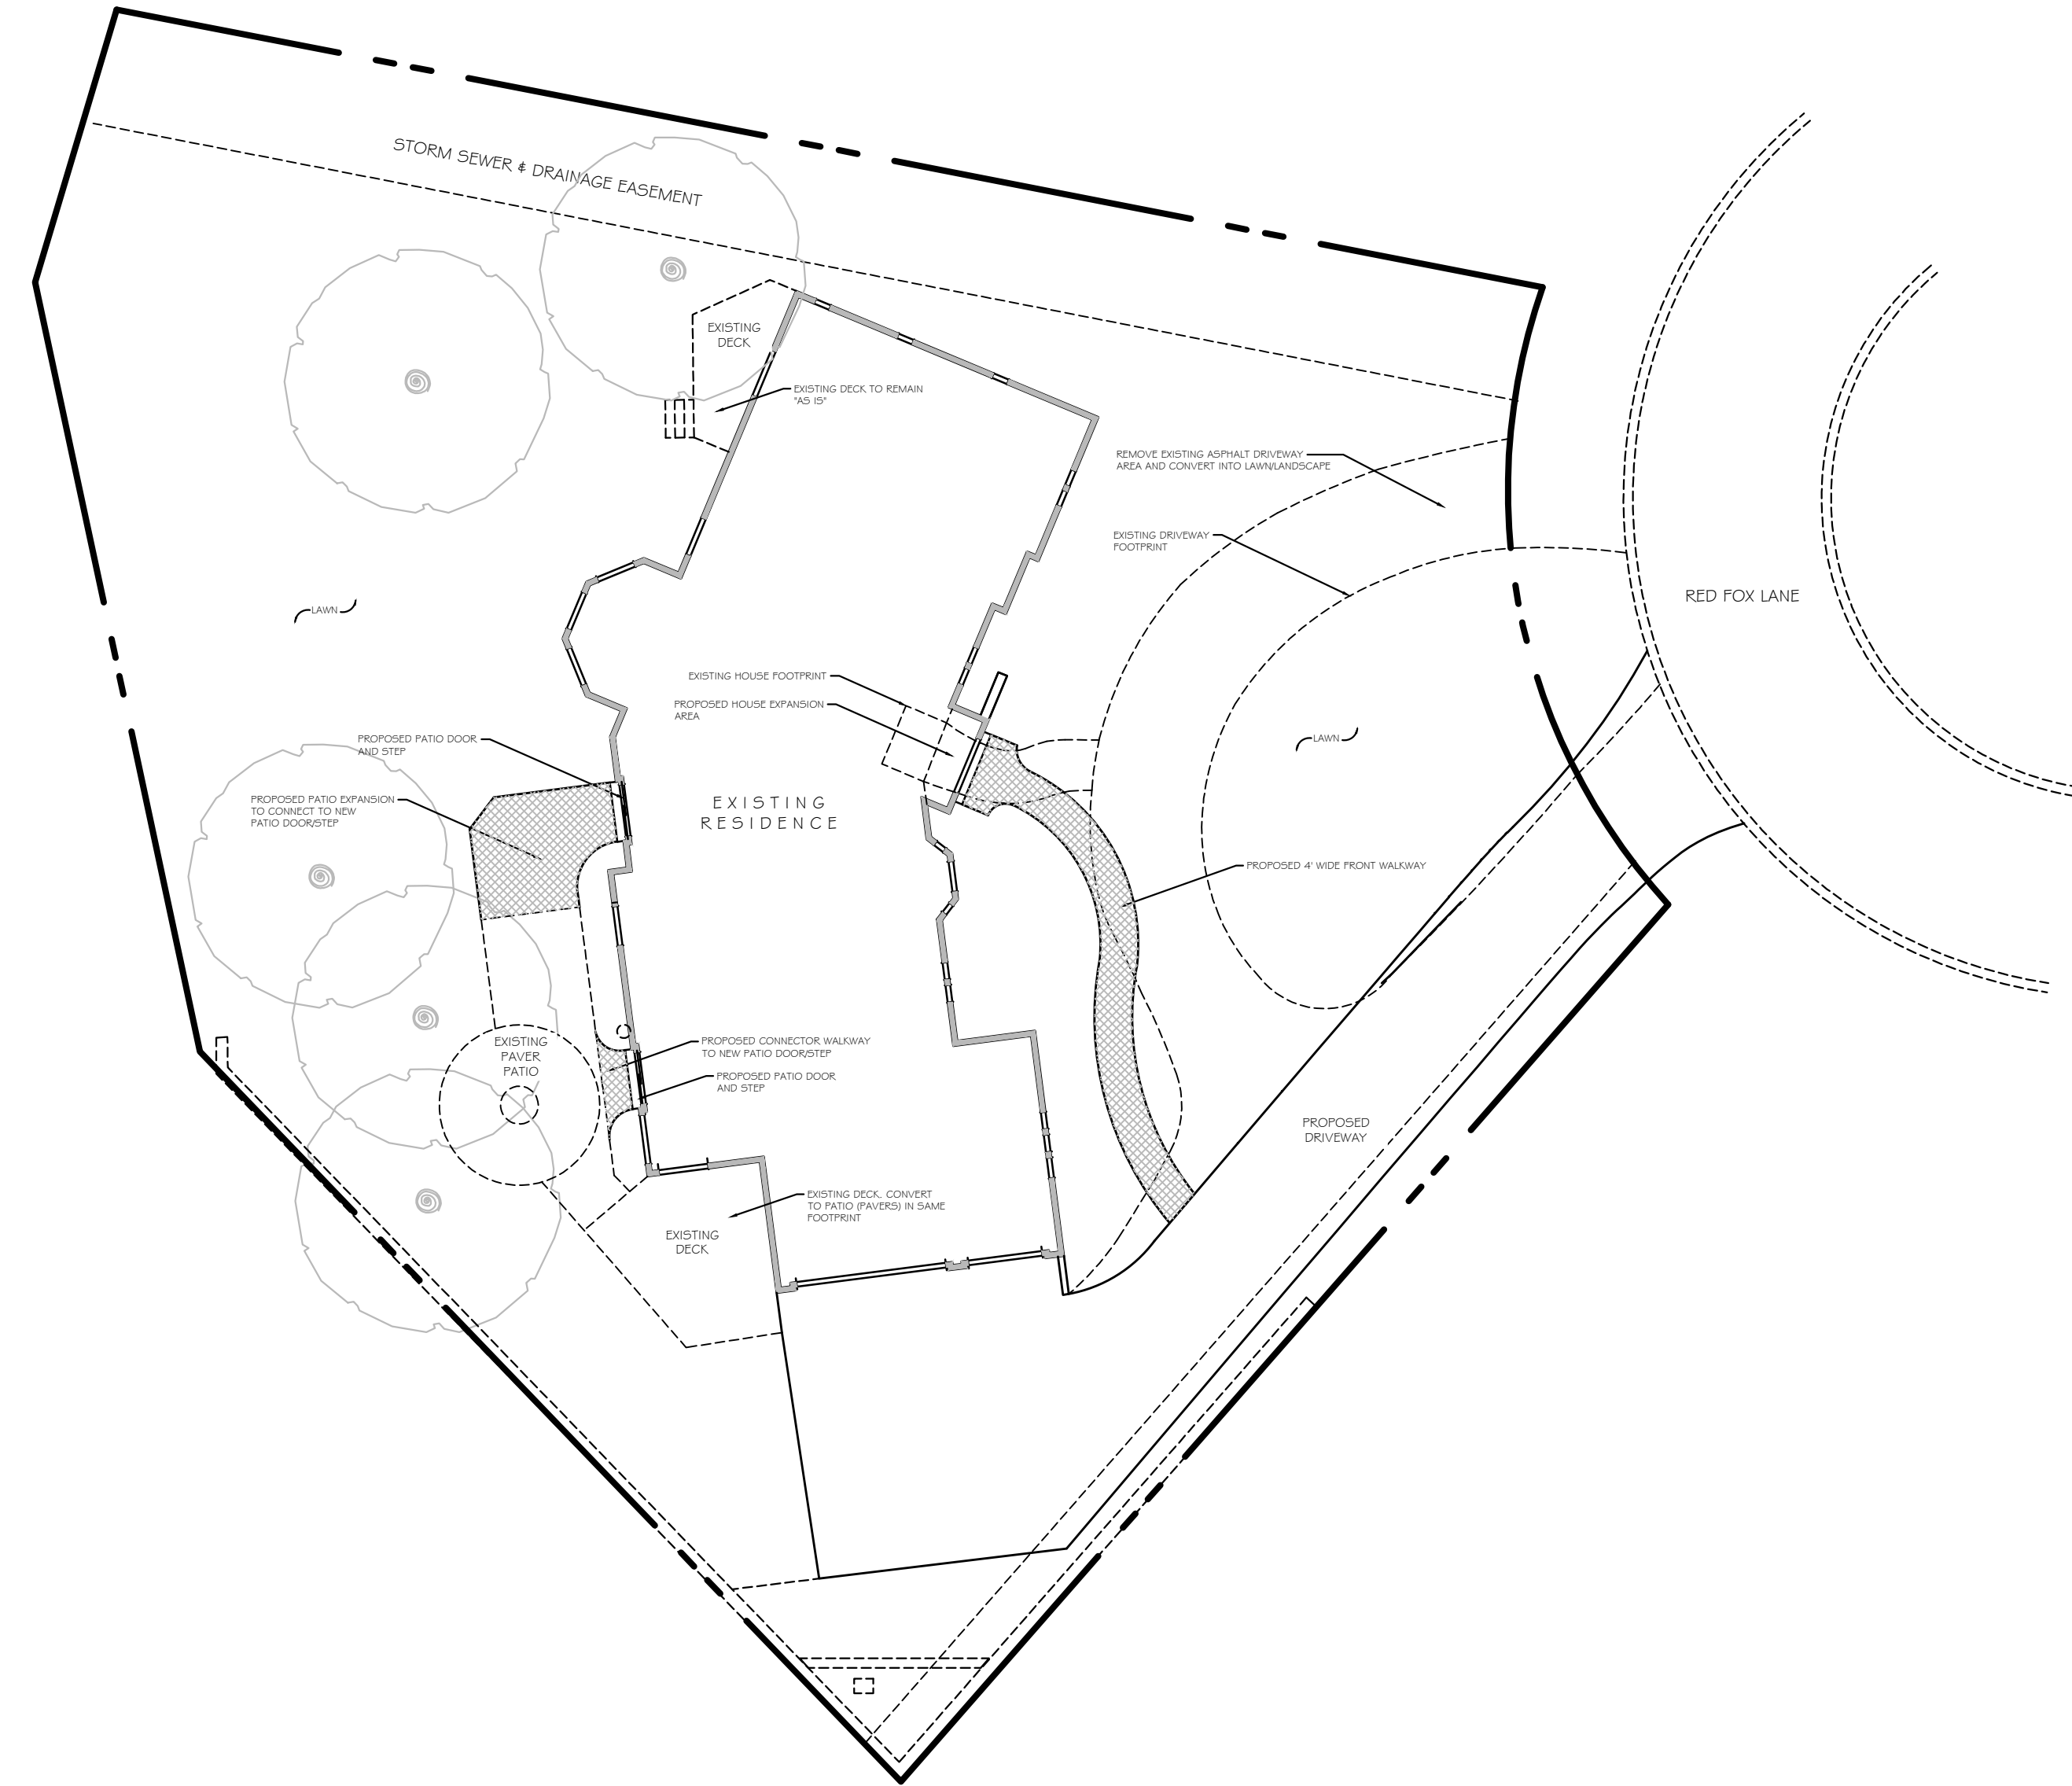 STORM SEWER & DRAINAGE EASEMENT
EXISTING
DECK
EXISTING DECK TO REMAIN
"AS IS"
REMOVE EXISTING ASPHALT DRIVEWAY
AREA AND CONVERT INTO LAWN/LANDSCAPE
EXISTING DRIVEWAY
FOOTPRINT
RED FOX LANE
LAWN
EXISTING HOUSE FOOTPRINT
PROPOSED HOUSE EXPANSION
AREA
PROPOSED PATIO DOOR
AND STEP
LAWN
PROPOSED PATIO EXPANSION
TO CONNECT TO NEW
PATIO DOOR/STEP
EXISTING
RESIDENCE
PROPOSED 4' WIDE FRONT WALKWAY
EXISTING
PAVER
PATIO
PROPOSED CONNECTOR WALKWAY
TO NEW PATIO DOOR/STEP
PROPOSED PATIO DOOR
AND STEP
PROPOSED
DRIVEWAY
EXISTING DECK. CONVERT
TO PATIO (PAVERS) IN SAME
FOOTPRINT
EXISTING
DECK